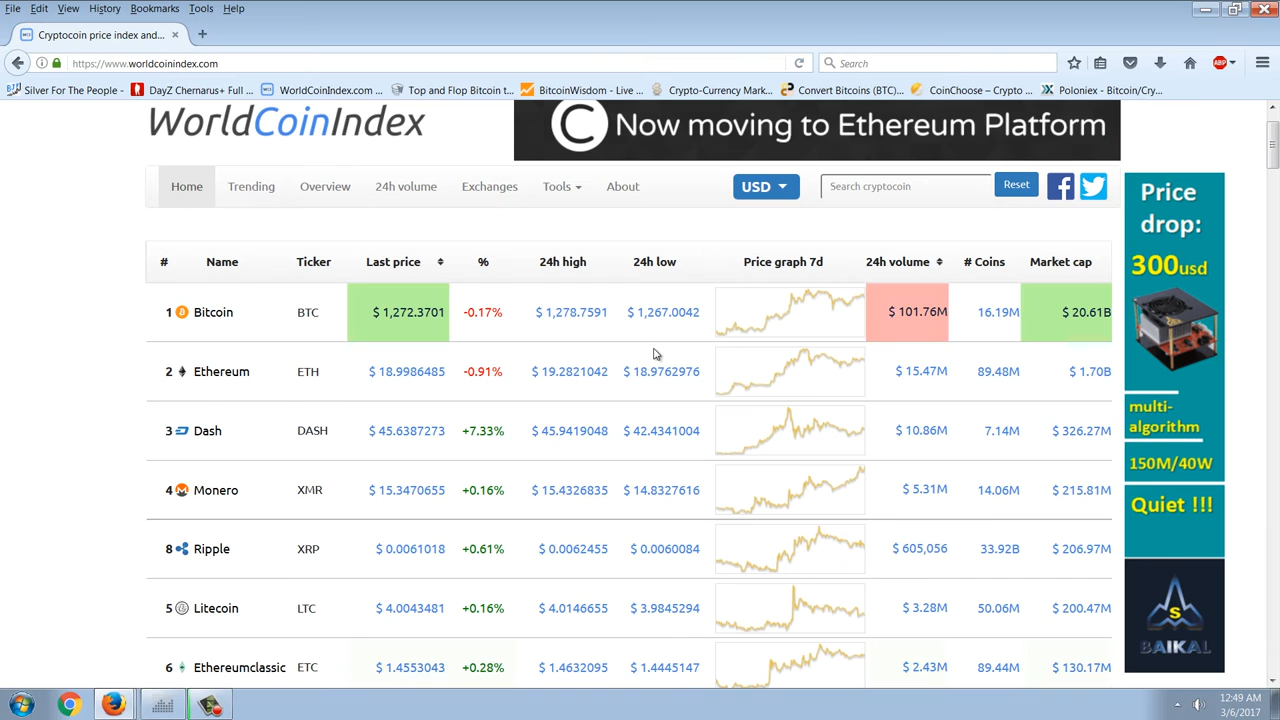 File Edit View History Bookmarks Tools Help
Cryptocoin price index and...
https://www.worldcoinindex.com
Search
Silver For The People - ...
DayZ Chernarus+ Full ...
WorldCoinIndex.com ...
Top and Flop Bitcoin t...
BitcoinWisdom - Live ...
Crypto-Currency Mark...
Convert Bitcoins (BTC)...
CoinChoose – Crypto ...
Poloniex - Bitcoin/Cry...
WorldCoinIndex
C Now moving to Ethereum Platform
Home Trending Overview 24h volume Exchanges Tools About USD Search cryptocoin Reset
# Name Ticker Last price % 24h high 24h low Price graph 7d 24h volume # Coins Market cap
1 Bitcoin BTC $ 1,272.3701 -0.17% $ 1,278.7591 $ 1,267.0042 $ 101.76M 16.19M $ 20.61B
2 Ethereum ETH $ 18.9986485 -0.91% $ 19.2821042 $ 18.9762976 $ 15.47M 89.48M $ 1.70B
3 Dash DASH $ 45.6387273 +7.33% $ 45.9419048 $ 42.4341004 $ 10.86M 7.14M $ 326.27M
4 Monero XMR $ 15.3470655 +0.16% $ 15.4326835 $ 14.8327616 $ 5.31M 14.06M $ 215.81M
8 Ripple XRP $ 0.0061018 +0.61% $ 0.0062455 $ 0.0060084 $ 605,056 33.92B $ 206.97M
5 Litecoin LTC $ 4.0043481 +0.16% $ 4.0146655 $ 3.9845294 $ 3.28M 50.06M $ 200.47M
6 Ethereumclassic ETC $ 1.4553043 +0.28% $ 1.4632095 $ 1.4445147 $ 2.43M 89.44M $ 130.17M
Price
drop:
300usd
multi-
algorithm
150M/40W
Quiet !!!
S
BAIKAL
ABP
12:49 AM
3/6/2017